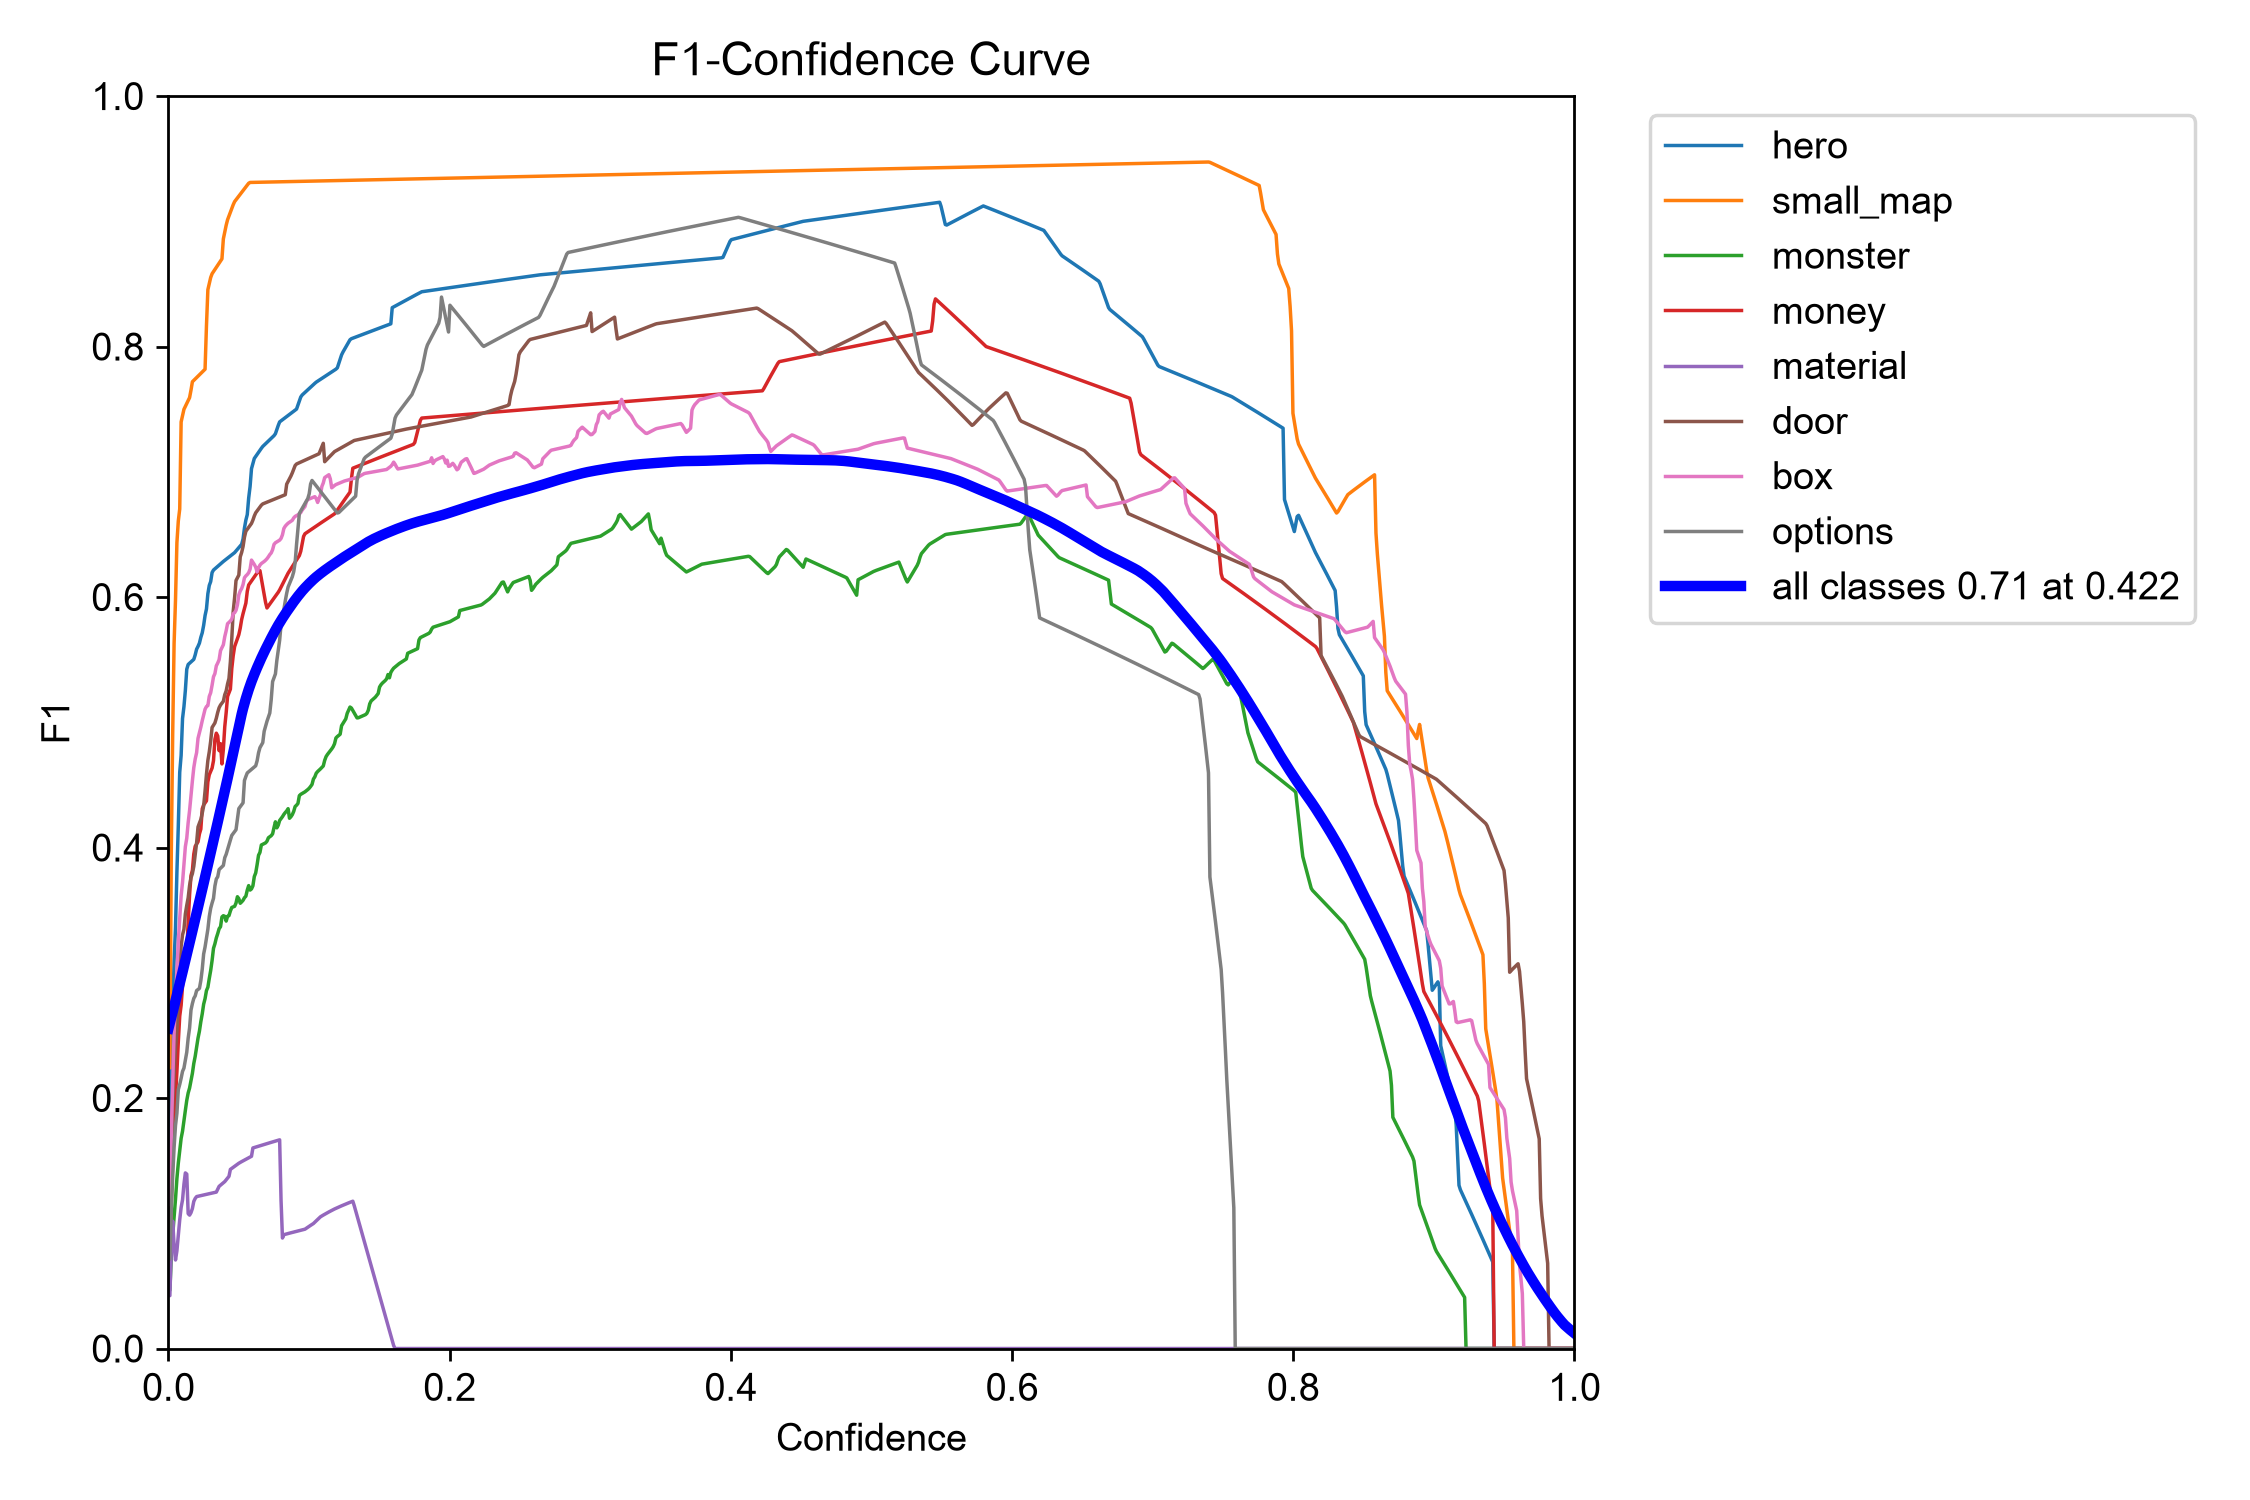 F1-Confidence Curve
1.0
0.8
0.6
0.4
0.2
0.0
F1
0.0 0.2 0.4 0.6 0.8 1.0
Confidence
hero
small_map
monster
money
material
door
box
options
all classes 0.71 at 0.422